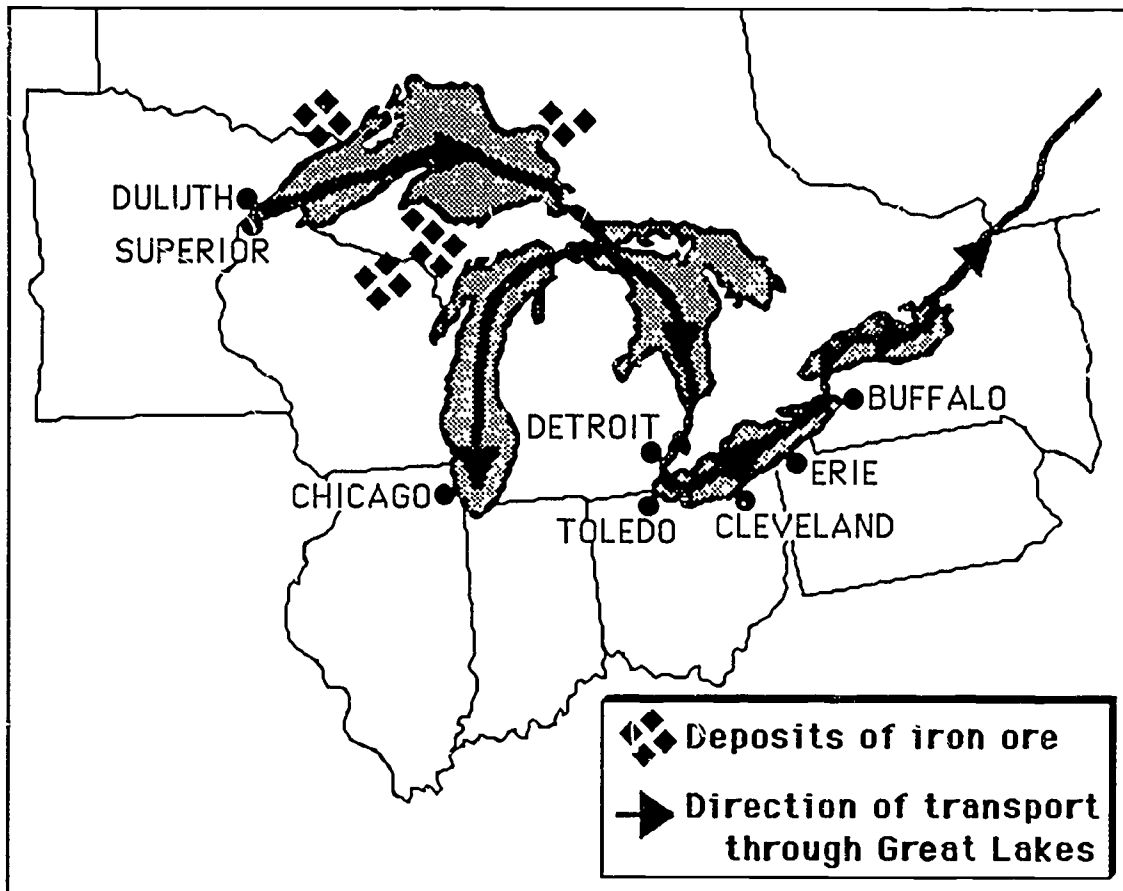 DULUTH
SUPERIOR
BUFFALO
DETROIT
ERIE
CHICAGO
TOLEDO
CLEVELAND
Deposits of iron ore
Direction of transport
through Great Lakes